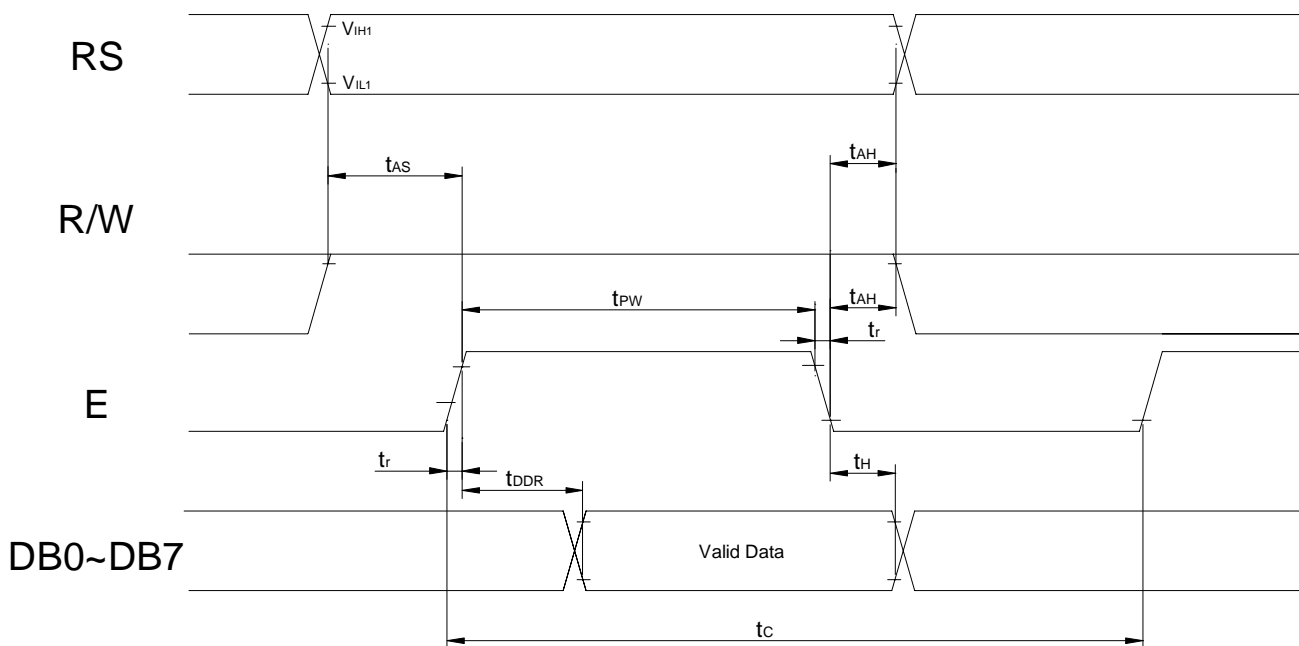 RS
VIH1
VIL1
tAS
tAH
R/W
tPW
tAH
tr
E
tr
tDDR
tH
DB0~DB7
Valid Data
tC